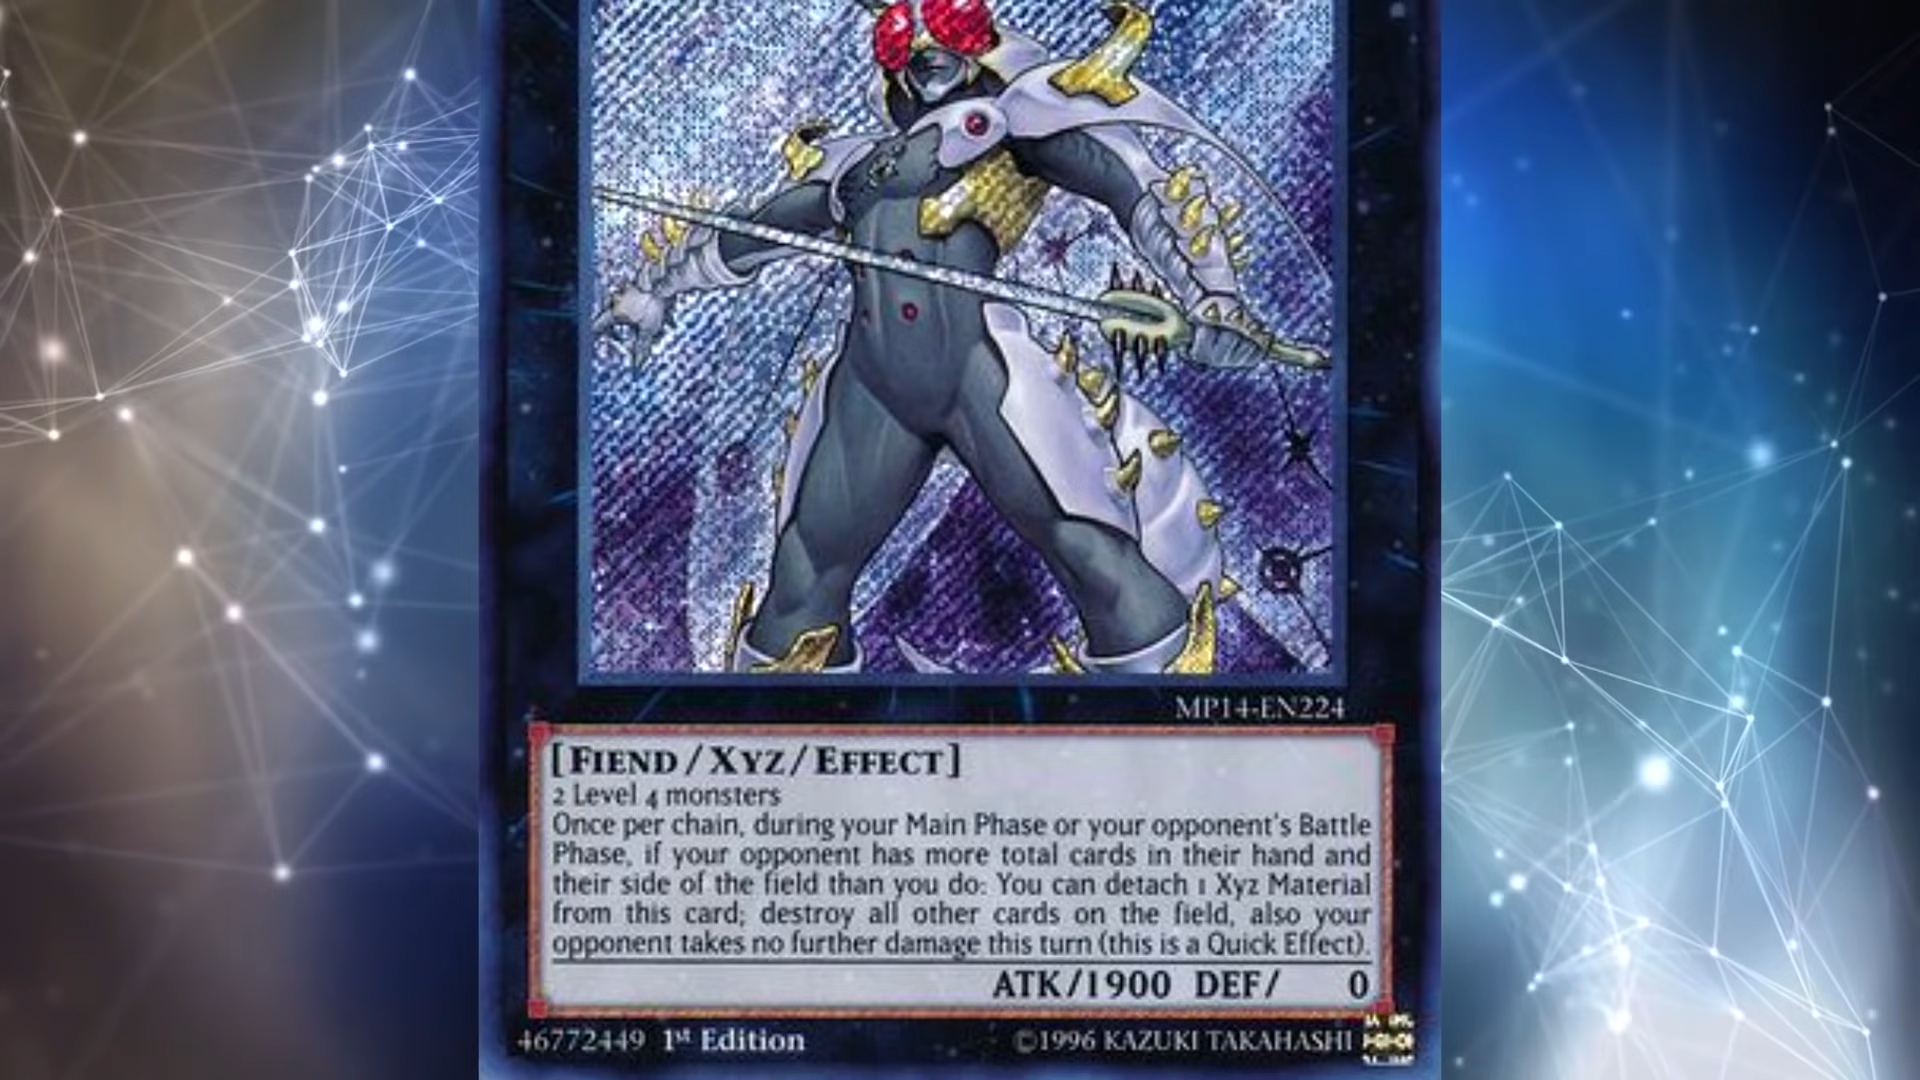 MP14-EN224
[FIEND/XYZ/EFFECT]
2 Level 4 monsters
Once per chain, during your Main Phase or your opponent's Battle
Phase, if your opponent has more total cards in their hand and
their side of the field than you do: You can detach 1 Xyz Material
from this card; destroy all other cards on the field, also your
opponent takes no further damage this turn (this is a Quick Effect).
ATK/1900 DEF/ 0
46772449 1st Edition ©1996 KAZUKI TAKAHASHI